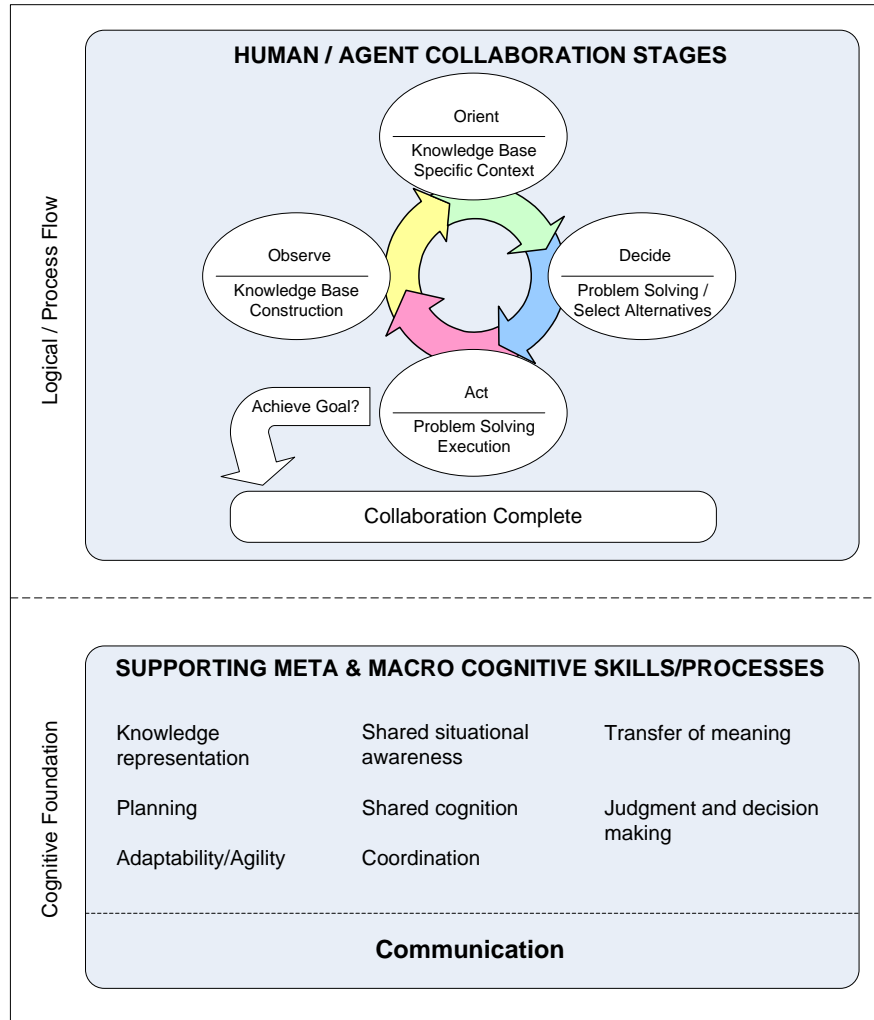 HUMAN / AGENT COLLABORATION STAGES
Logical / Process Flow
Orient
Knowledge Base
Specific Context
Observe
Knowledge Base
Construction
Decide
Problem Solving /
Select Alternatives
Act
Problem Solving
Execution
Achieve Goal?
Collaboration Complete
Cognitive Foundation
SUPPORTING META & MACRO COGNITIVE SKILLS/PROCESSES
Knowledge
representation
Shared situational
awareness
Transfer of meaning
Planning
Shared cognition
Judgment and decision
making
Adaptability/Agility
Coordination
Communication